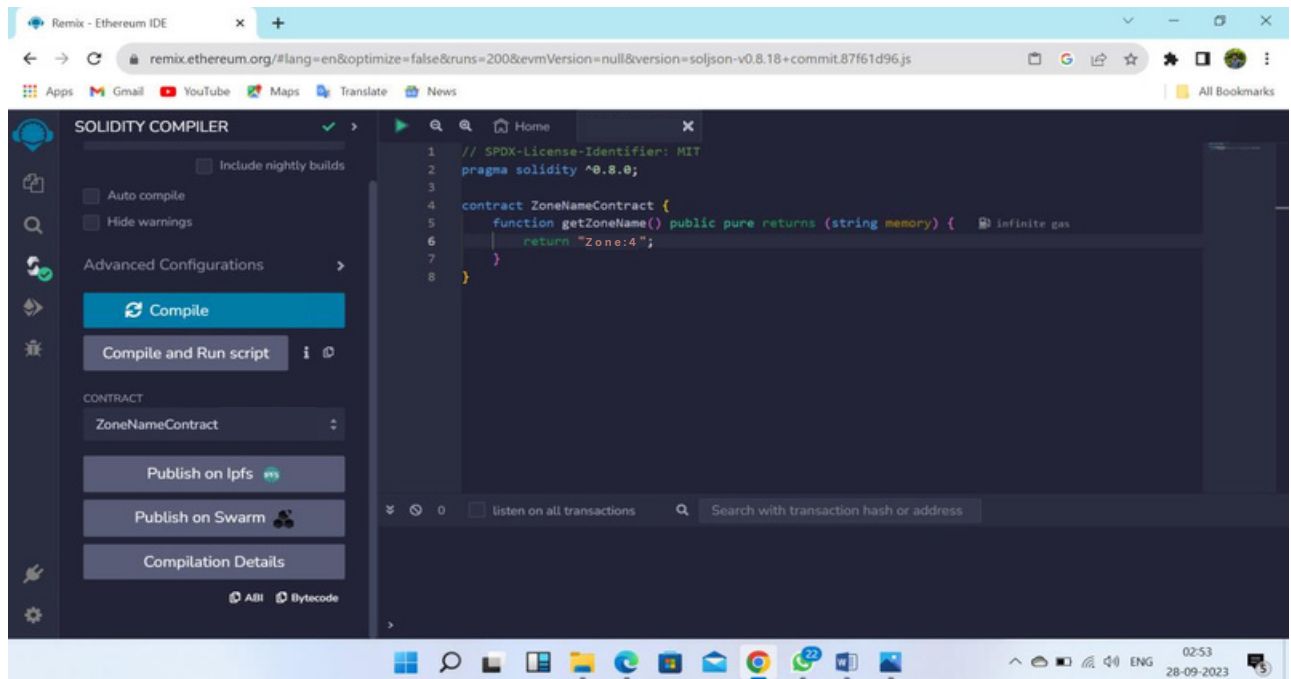 Remix - Ethereum IDE
remix.ethereum.org/#lang=en&optimize=false&runs=200&evmVersion=null&version=soljson-v0.8.18+commit.87f61d96.js
Apps Gmail YouTube Maps Translate News All Bookmarks
SOLIDITY COMPILER
Include nightly builds
Auto compile
Hide warnings
Advanced Configurations
Compile
Compile and Run script
CONTRACT
ZoneNameContract
Publish on Ipfs
Publish on Swarm
Compilation Details
ABI Bytecode
Home
1 // SPDX-License-Identifier: MIT
2 pragma solidity ^0.8.0;
3
4 contract ZoneNameContract {
5 function getZoneName() public pure returns (string memory) { infinite gas
6 return "Zone:4";
7 }
8 }
0 listen on all transactions Search with transaction hash or address
>
22
ENG
02:53
28-09-2023
5